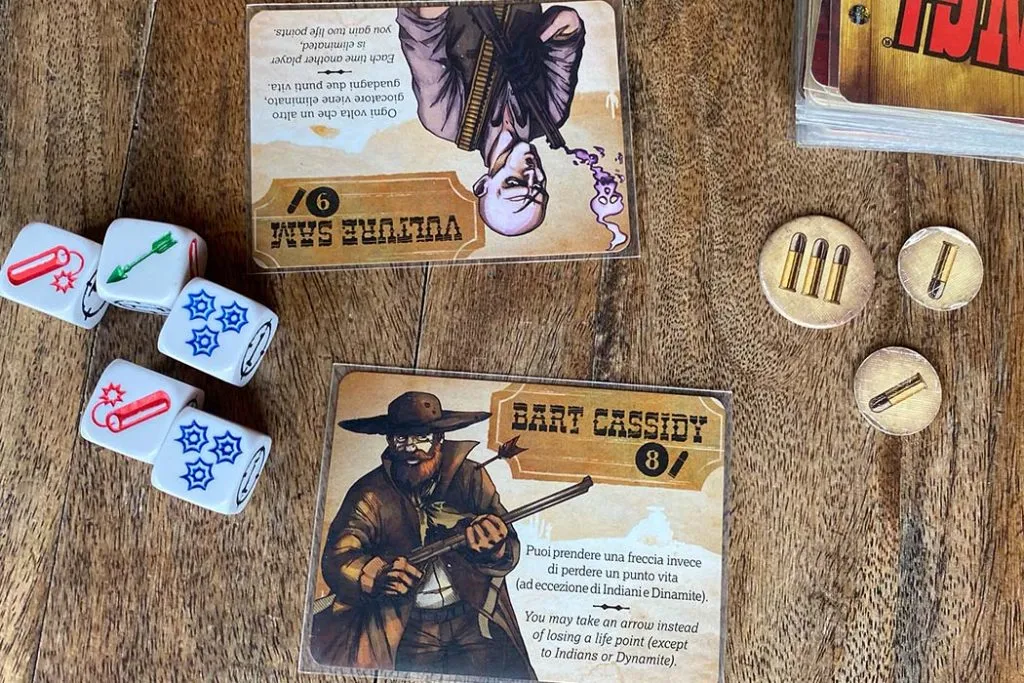 VULTURE SAM
9
Ogni volta che un altro
giocatore viene eliminato,
guadagni due punti vita.
Each time another player
is eliminated,
you gain two life points.
BART CASSIDY
8
Puoi prendere una freccia invece
di perdere un punto vita
(ad eccezione di Indiani e Dinamite).
You may take an arrow instead
of losing a life point (except
to Indians or Dynamite).